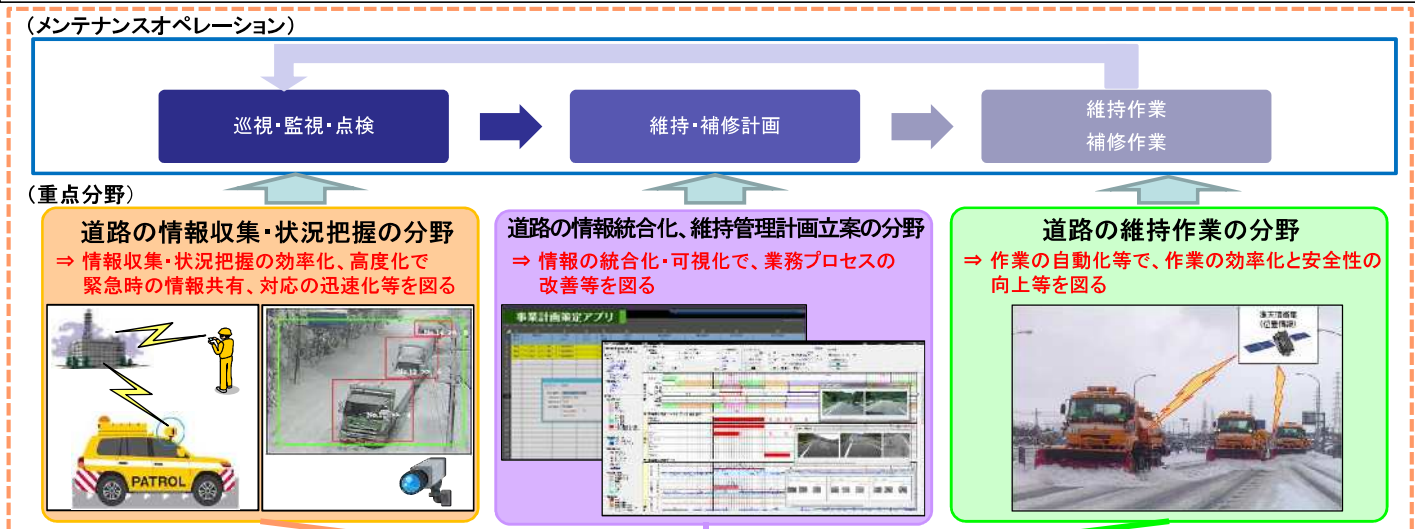 (メンテナンスオペレーション)
巡視・監視・点検
維持・補修計画
維持作業
補修作業
(重点分野)
道路の情報収集・状況把握の分野
⇒ 情報収集・状況把握の効率化、高度化で
緊急時の情報共有、対応の迅速化等を図る
PATROL
道路の情報統合化、維持管理計画立案の分野
⇒ 情報の統合化・可視化で、業務プロセスの
改善等を図る
事業計画策定アプリ
道路の維持作業の分野
⇒ 作業の自動化等で、作業の効率化と安全性の
向上等を図る
準天頂衛星
(位置情報)